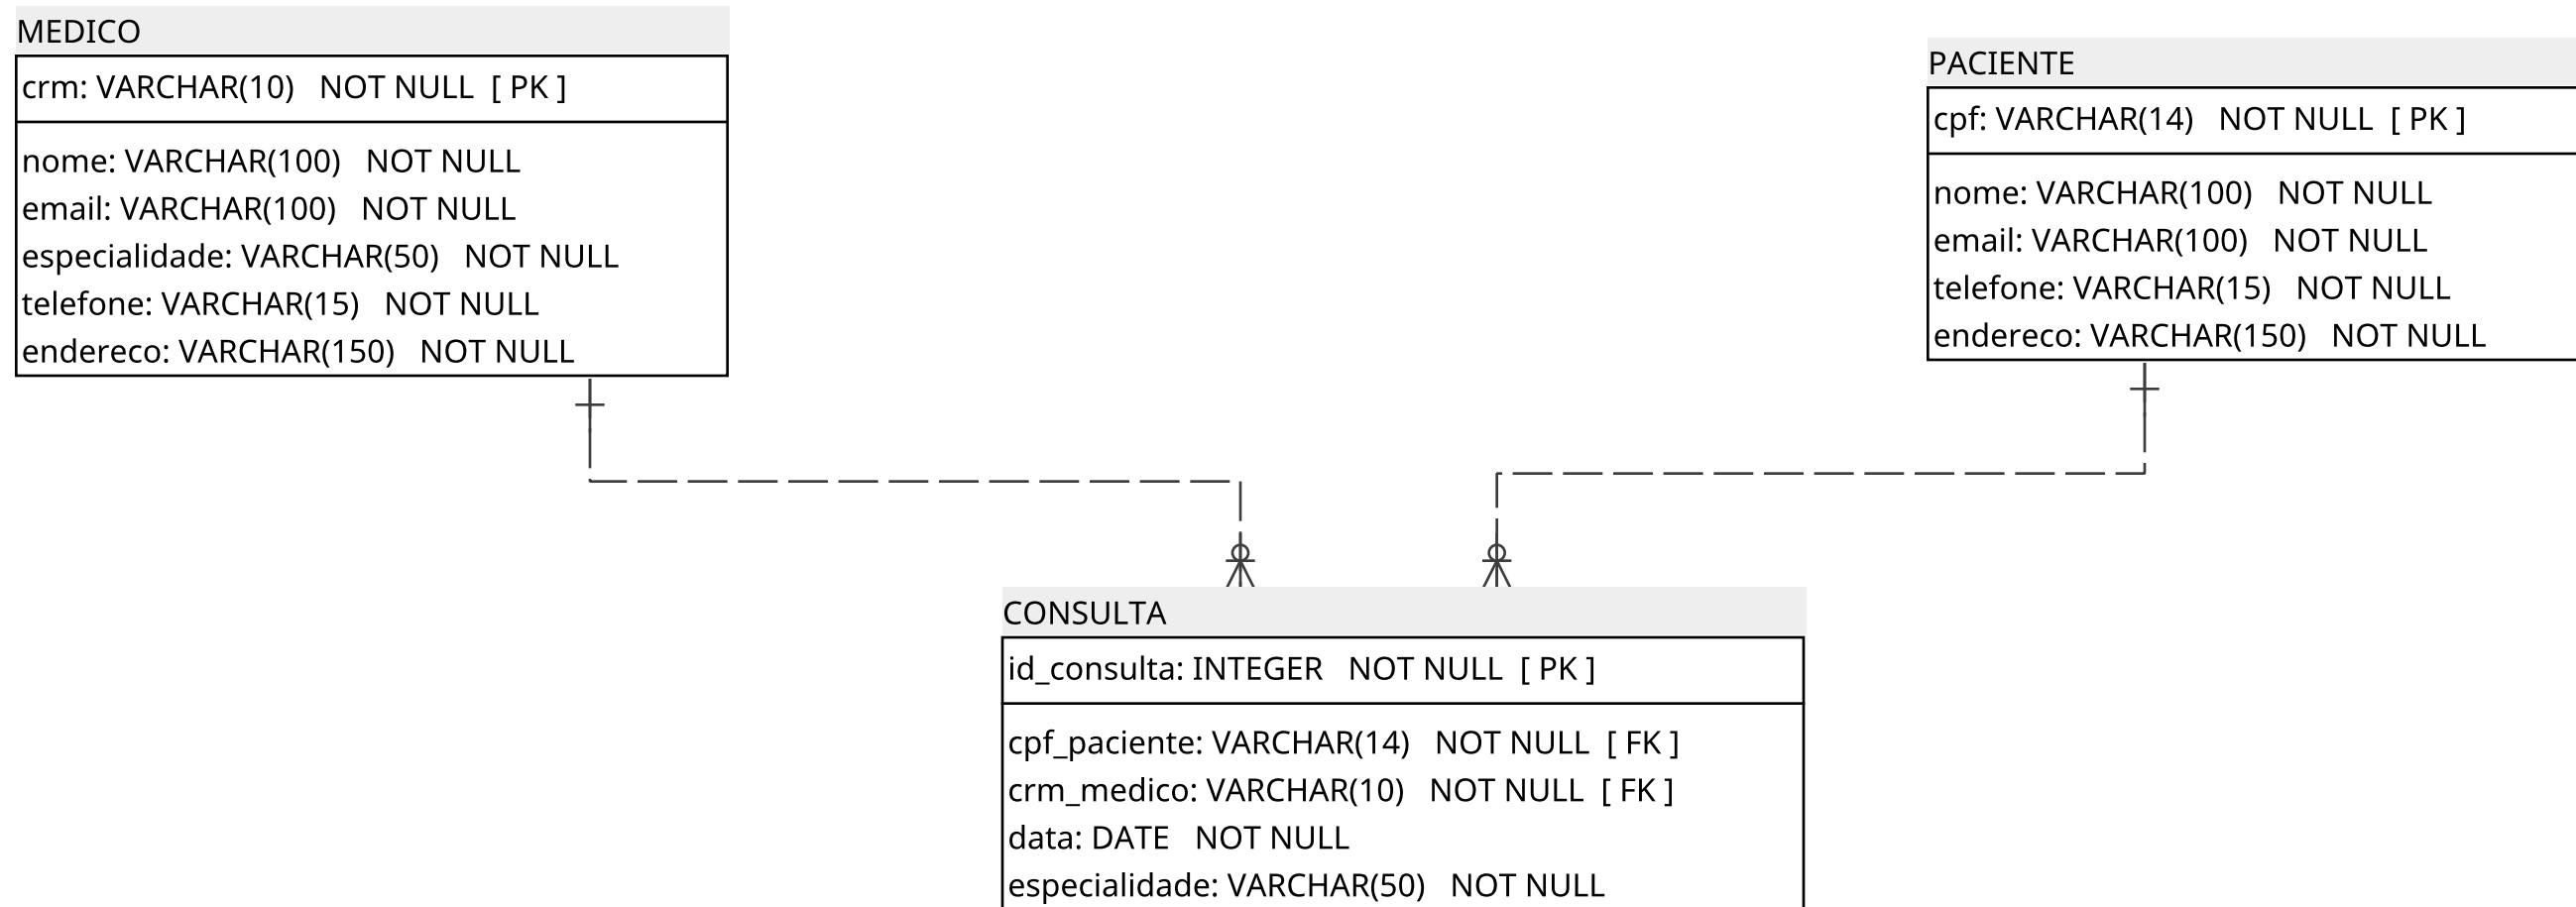 MEDICO
crm: VARCHAR(10)   NOT NULL  [ PK ]
nome: VARCHAR(100)   NOT NULL
email: VARCHAR(100)   NOT NULL
especialidade: VARCHAR(50)   NOT NULL
telefone: VARCHAR(15)   NOT NULL
endereco: VARCHAR(150)   NOT NULL
PACIENTE
cpf: VARCHAR(14)   NOT NULL  [ PK ]
nome: VARCHAR(100)   NOT NULL
email: VARCHAR(100)   NOT NULL
telefone: VARCHAR(15)   NOT NULL
endereco: VARCHAR(150)   NOT NULL
CONSULTA
id_consulta: INTEGER   NOT NULL  [ PK ]
cpf_paciente: VARCHAR(14)   NOT NULL  [ FK ]
crm_medico: VARCHAR(10)   NOT NULL  [ FK ]
data: DATE   NOT NULL
especialidade: VARCHAR(50)   NOT NULL